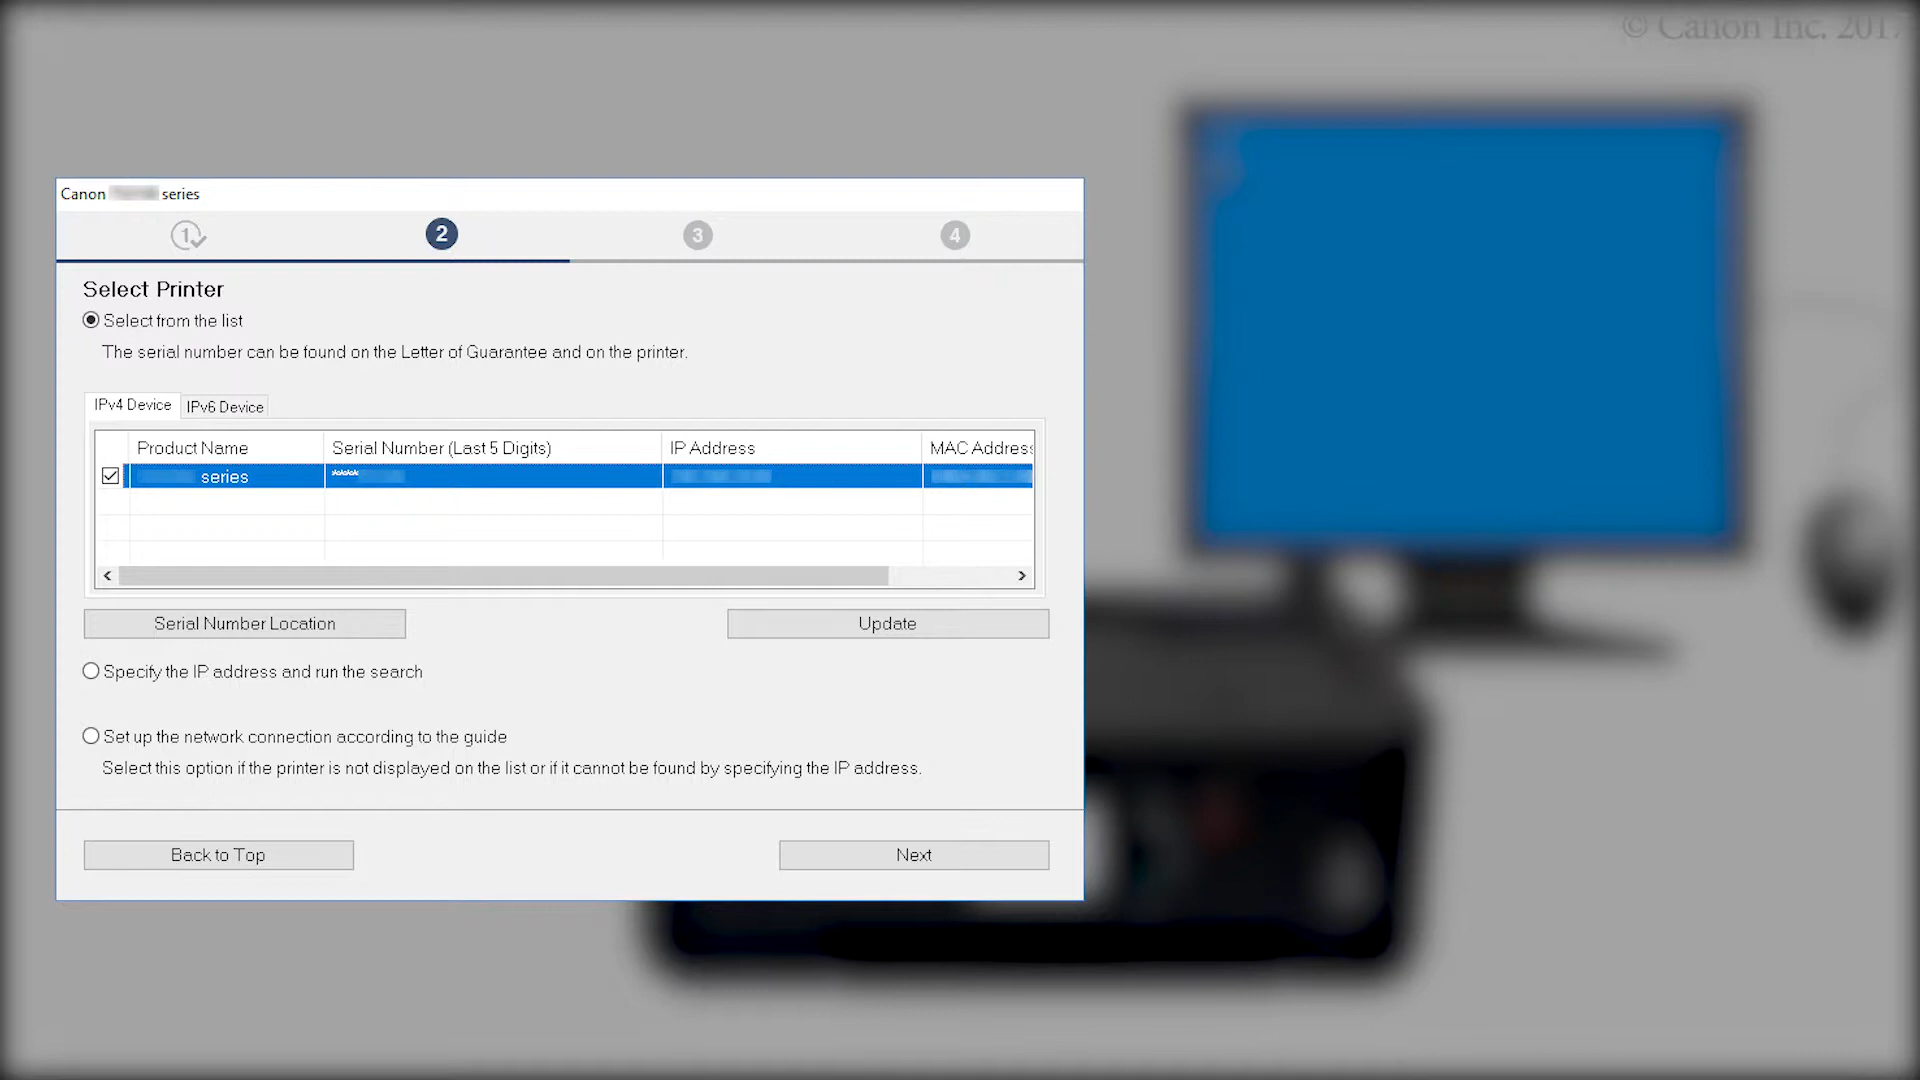 © Canon Inc. 2017
Canon series
1
2
3
4
Select Printer
Select from the list
The serial number can be found on the Letter of Guarantee and on the printer.
IPv4 Device IPv6 Device
Product Name Serial Number (Last 5 Digits) IP Address MAC Address
series ****
Serial Number Location Update
Specify the IP address and run the search
Set up the network connection according to the guide
Select this option if the printer is not displayed on the list or if it cannot be found by specifying the IP address.
Back to Top Next